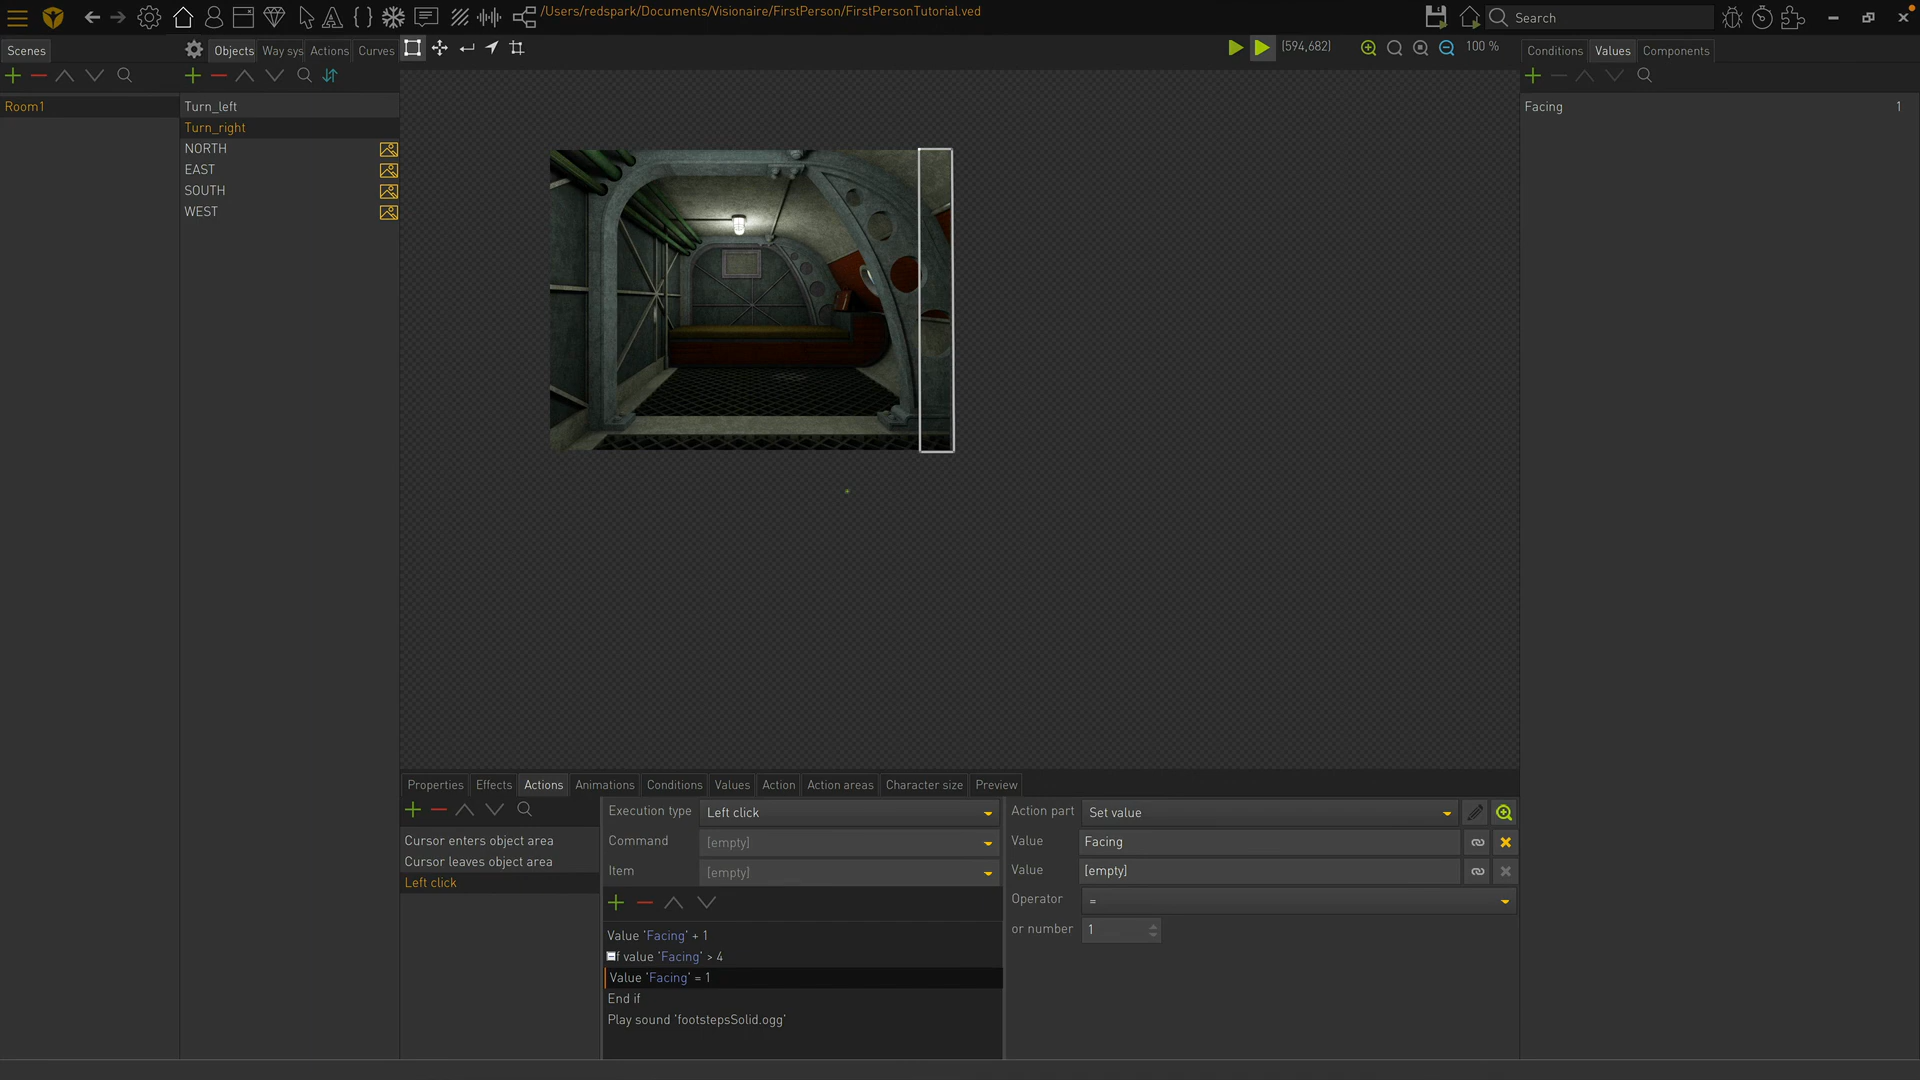 /Users/redspark/Documents/Visionaire/FirstPerson/FirstPersonTutorial.ved
Search
Scenes
Objects
Way sys
Actions
Curves
(594,682)
100 %
Conditions
Values
Components
Room1
Turn_left
Turn_right
NORTH
EAST
SOUTH
WEST
Facing 1
Properties
Effects
Actions
Animations
Conditions
Values
Action
Action areas
Character size
Preview
Cursor enters object area
Cursor leaves object area
Left click
Execution type Left click
Command [empty]
Item [empty]
Value 'Facing' + 1
f value 'Facing' > 4
Value 'Facing' = 1
End if
Play sound 'footstepsSolid.ogg'
Action part Set value
Value Facing
Value [empty]
Operator =
or number 1